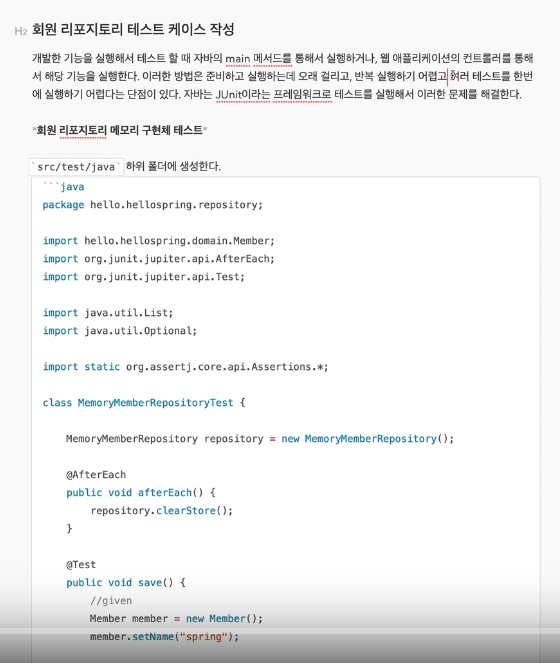 H2 회원 리포지토리 테스트 케이스 작성
개발한 기능을 실행해서 테스트 할 때 자바의 main 메서드를 통해서 실행하거나, 웹 애플리케이션의 컨트롤러를 통해
서 해당 기능을 실행한다. 이러한 방법은 준비하고 실행하는데 오래 걸리고, 반복 실행하기 어렵고 여러 테스트를 한번
에 실행하기 어렵다는 단점이 있다. 자바는 JUnit이라는 프레임워크로 테스트를 실행해서 이러한 문제를 해결한다.
*회원 리포지토리 메모리 구현체 테스트*
`src/test/java` 하위 폴더에 생성한다.
```java
package hello.hellospring.repository;
import hello.hellospring.domain.Member;
import org.junit.jupiter.api.AfterEach;
import org.junit.jupiter.api.Test;
import java.util.List;
import java.util.Optional;
import static org.assertj.core.api.Assertions.*;
class MemoryMemberRepositoryTest {
MemoryMemberRepository repository = new MemoryMemberRepository();
@AfterEach
public void afterEach() {
repository.clearStore();
}
@Test
public void save() {
//given
Member member = new Member();
member.setName("spring");